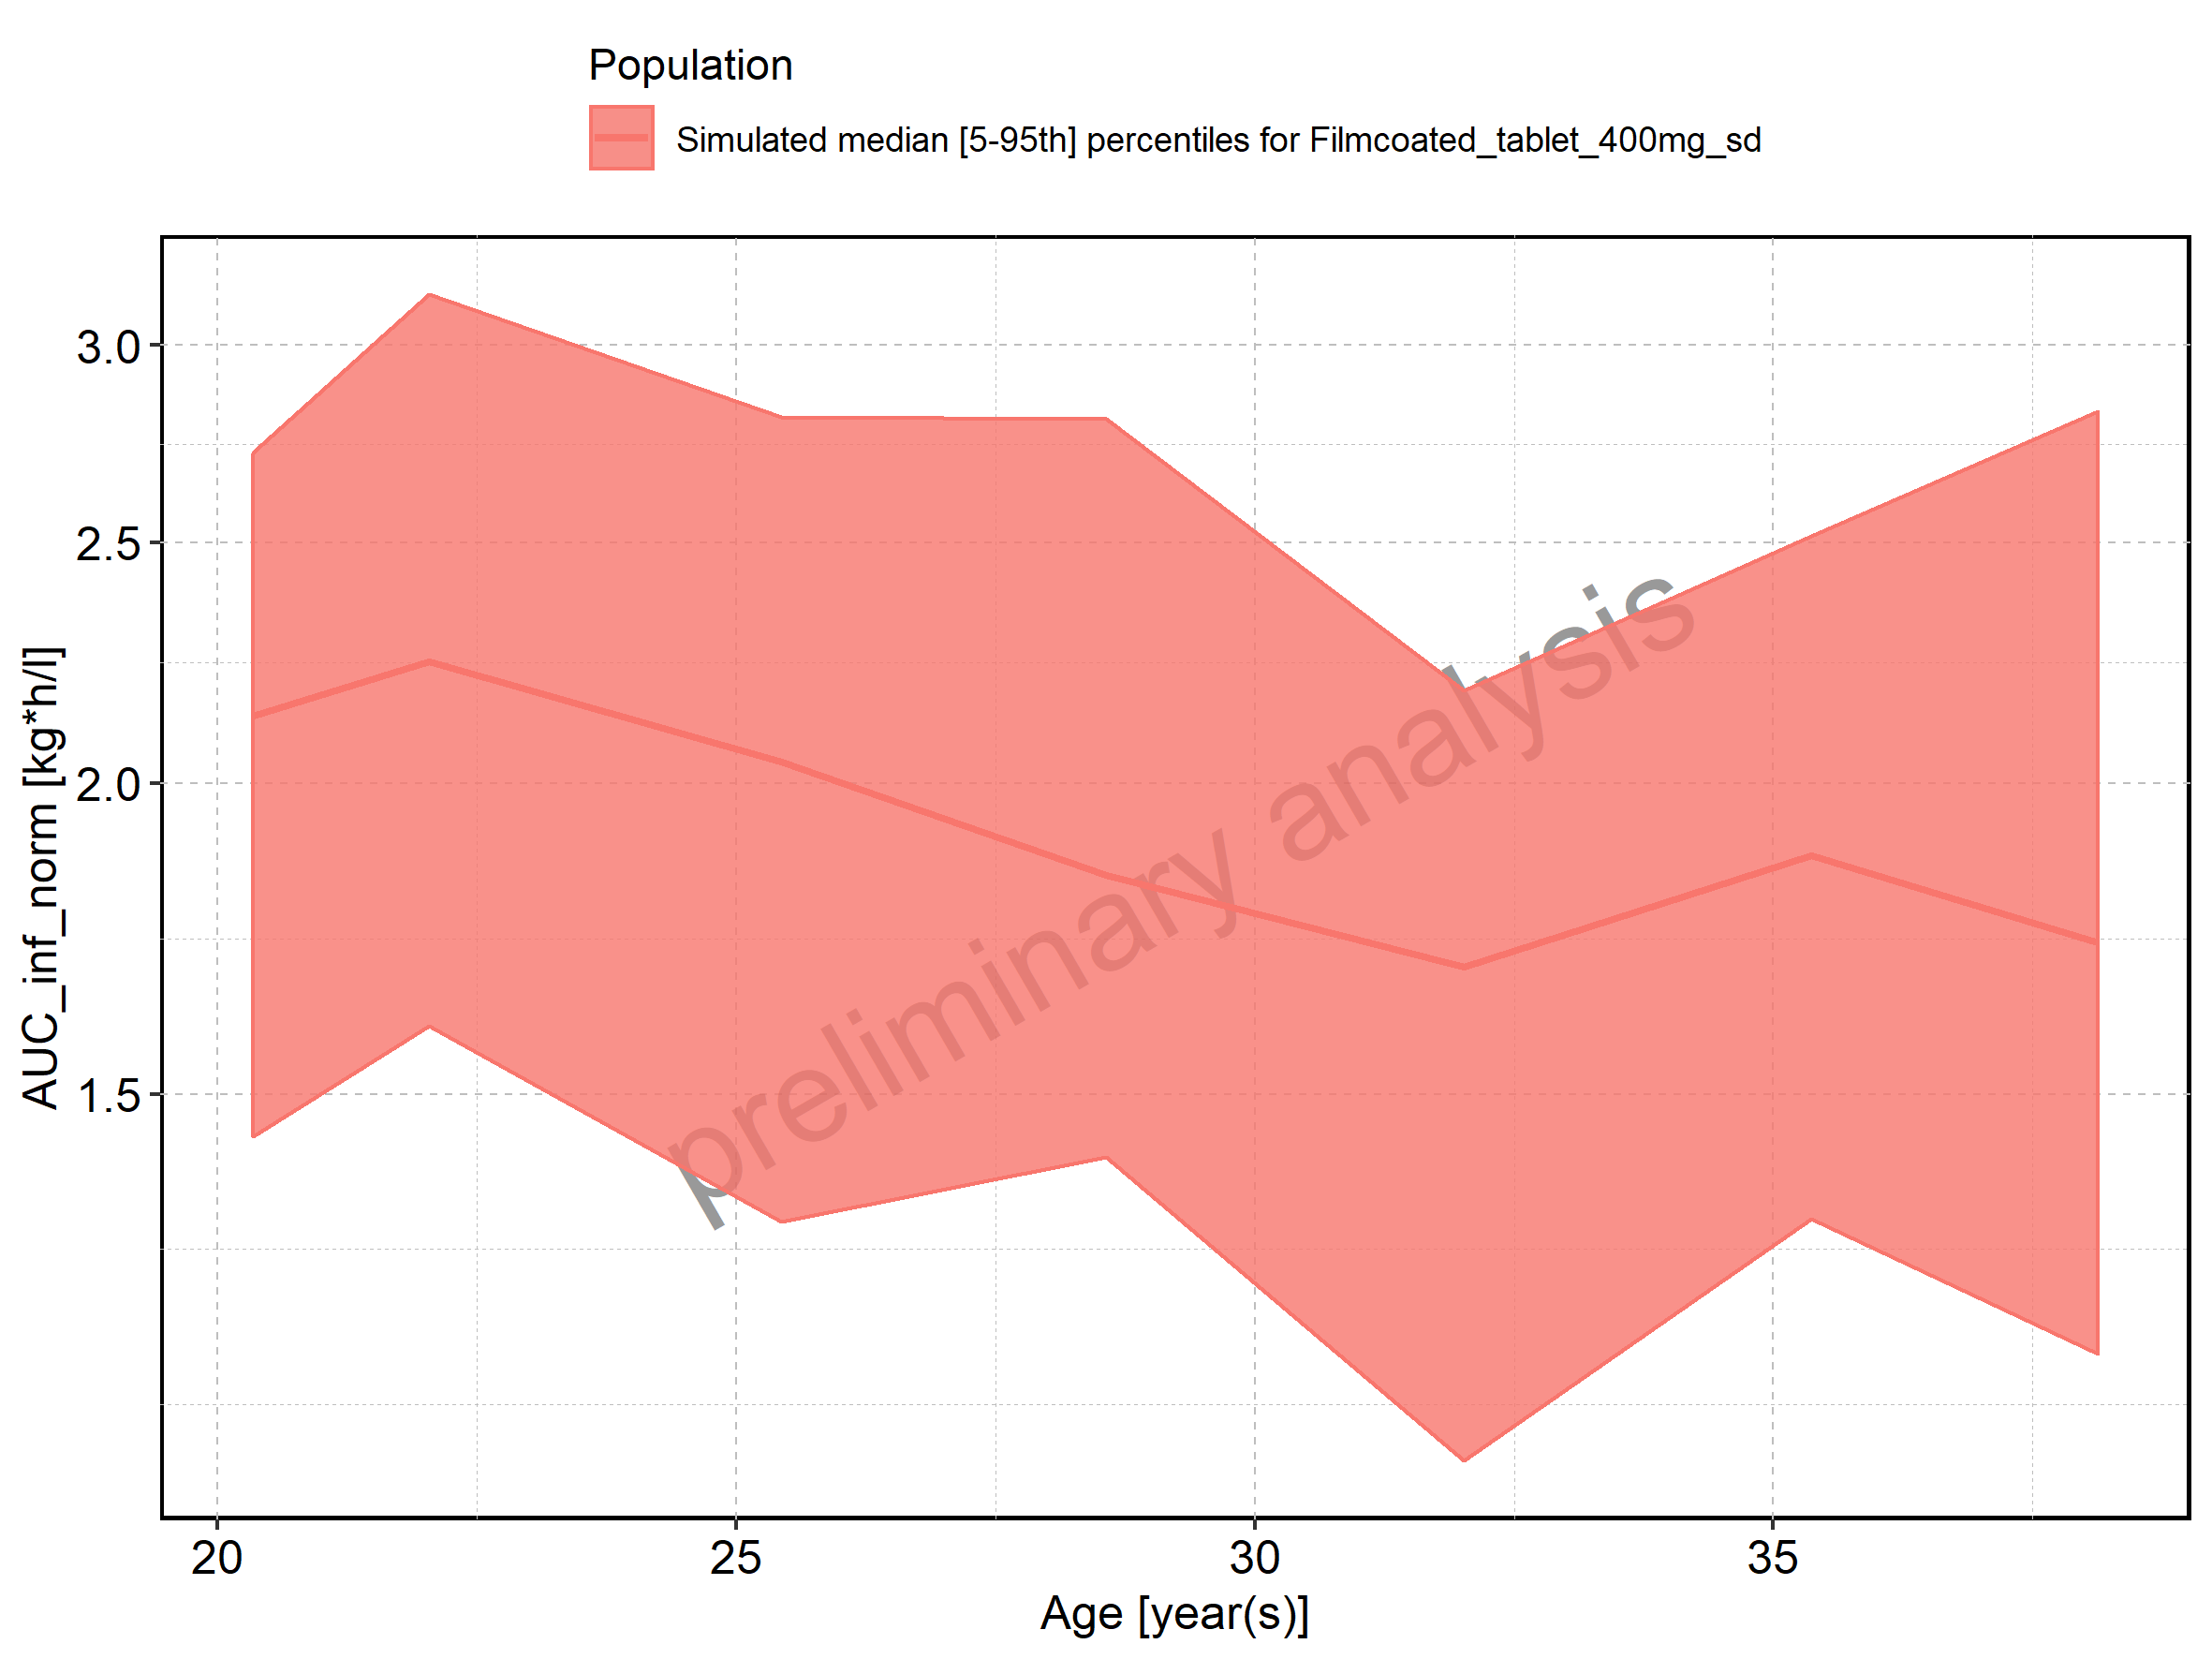 Population
Simulated median [5-95th] percentiles for Filmcoated_tablet_400mg_sd
3.0
2.5
2.0
1.5
AUC_inf_norm [kg*h/l]
preliminary analysis
20 25 30 35
Age [year(s)]